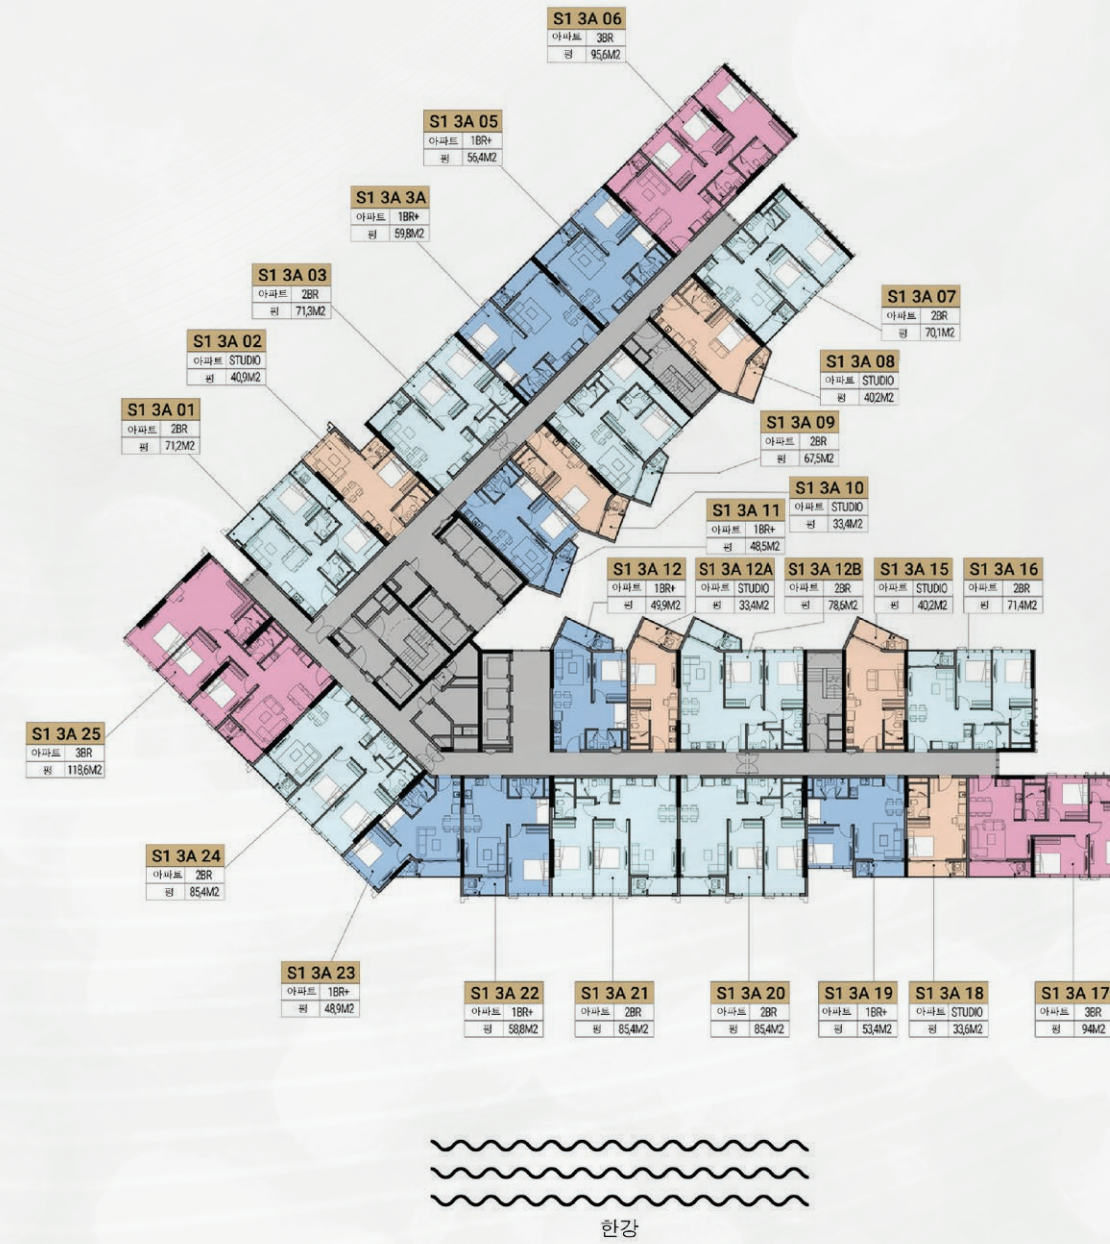 S1 3A 06
아파트 3BR
평 95,6M2
S1 3A 05
아파트 1BR+
평 56,4M2
S1 3A 3A
아파트 1BR+
평 59,8M2
S1 3A 03
아파트 2BR
평 71,3M2
S1 3A 07
아파트 2BR
평 70,1M2
S1 3A 02
아파트 STUDIO
평 40,9M2
S1 3A 08
아파트 STUDIO
평 40,2M2
S1 3A 01
아파트 2BR
평 71,2M2
S1 3A 09
아파트 2BR
평 67,5M2
S1 3A 10
아파트 STUDIO
평 33,4M2
S1 3A 11
아파트 1BR+
평 48,5M2
S1 3A 12
아파트 1BR+
평 49,9M2
S1 3A 12A
아파트 STUDIO
평 33,4M2
S1 3A 12B
아파트 2BR
평 78,6M2
S1 3A 15
아파트 STUDIO
평 40,2M2
S1 3A 16
아파트 2BR
평 71,4M2
S1 3A 25
아파트 3BR
평 118,6M2
S1 3A 24
아파트 2BR
평 85,4M2
S1 3A 23
아파트 1BR+
평 48,9M2
S1 3A 22
아파트 1BR+
평 58,8M2
S1 3A 21
아파트 2BR
평 85,4M2
S1 3A 20
아파트 2BR
평 85,4M2
S1 3A 19
아파트 1BR+
평 53,4M2
S1 3A 18
아파트 STUDIO
평 33,6M2
S1 3A 17
아파트 3BR
평 94M2
한강